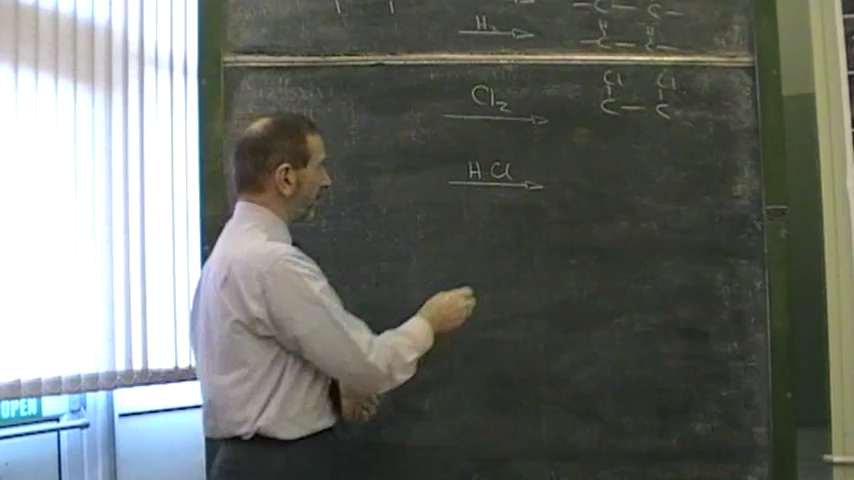 C — C —
H₂ H H
— C — C —
Cl₂ Cl Cl
C — C
HCl
OPEN